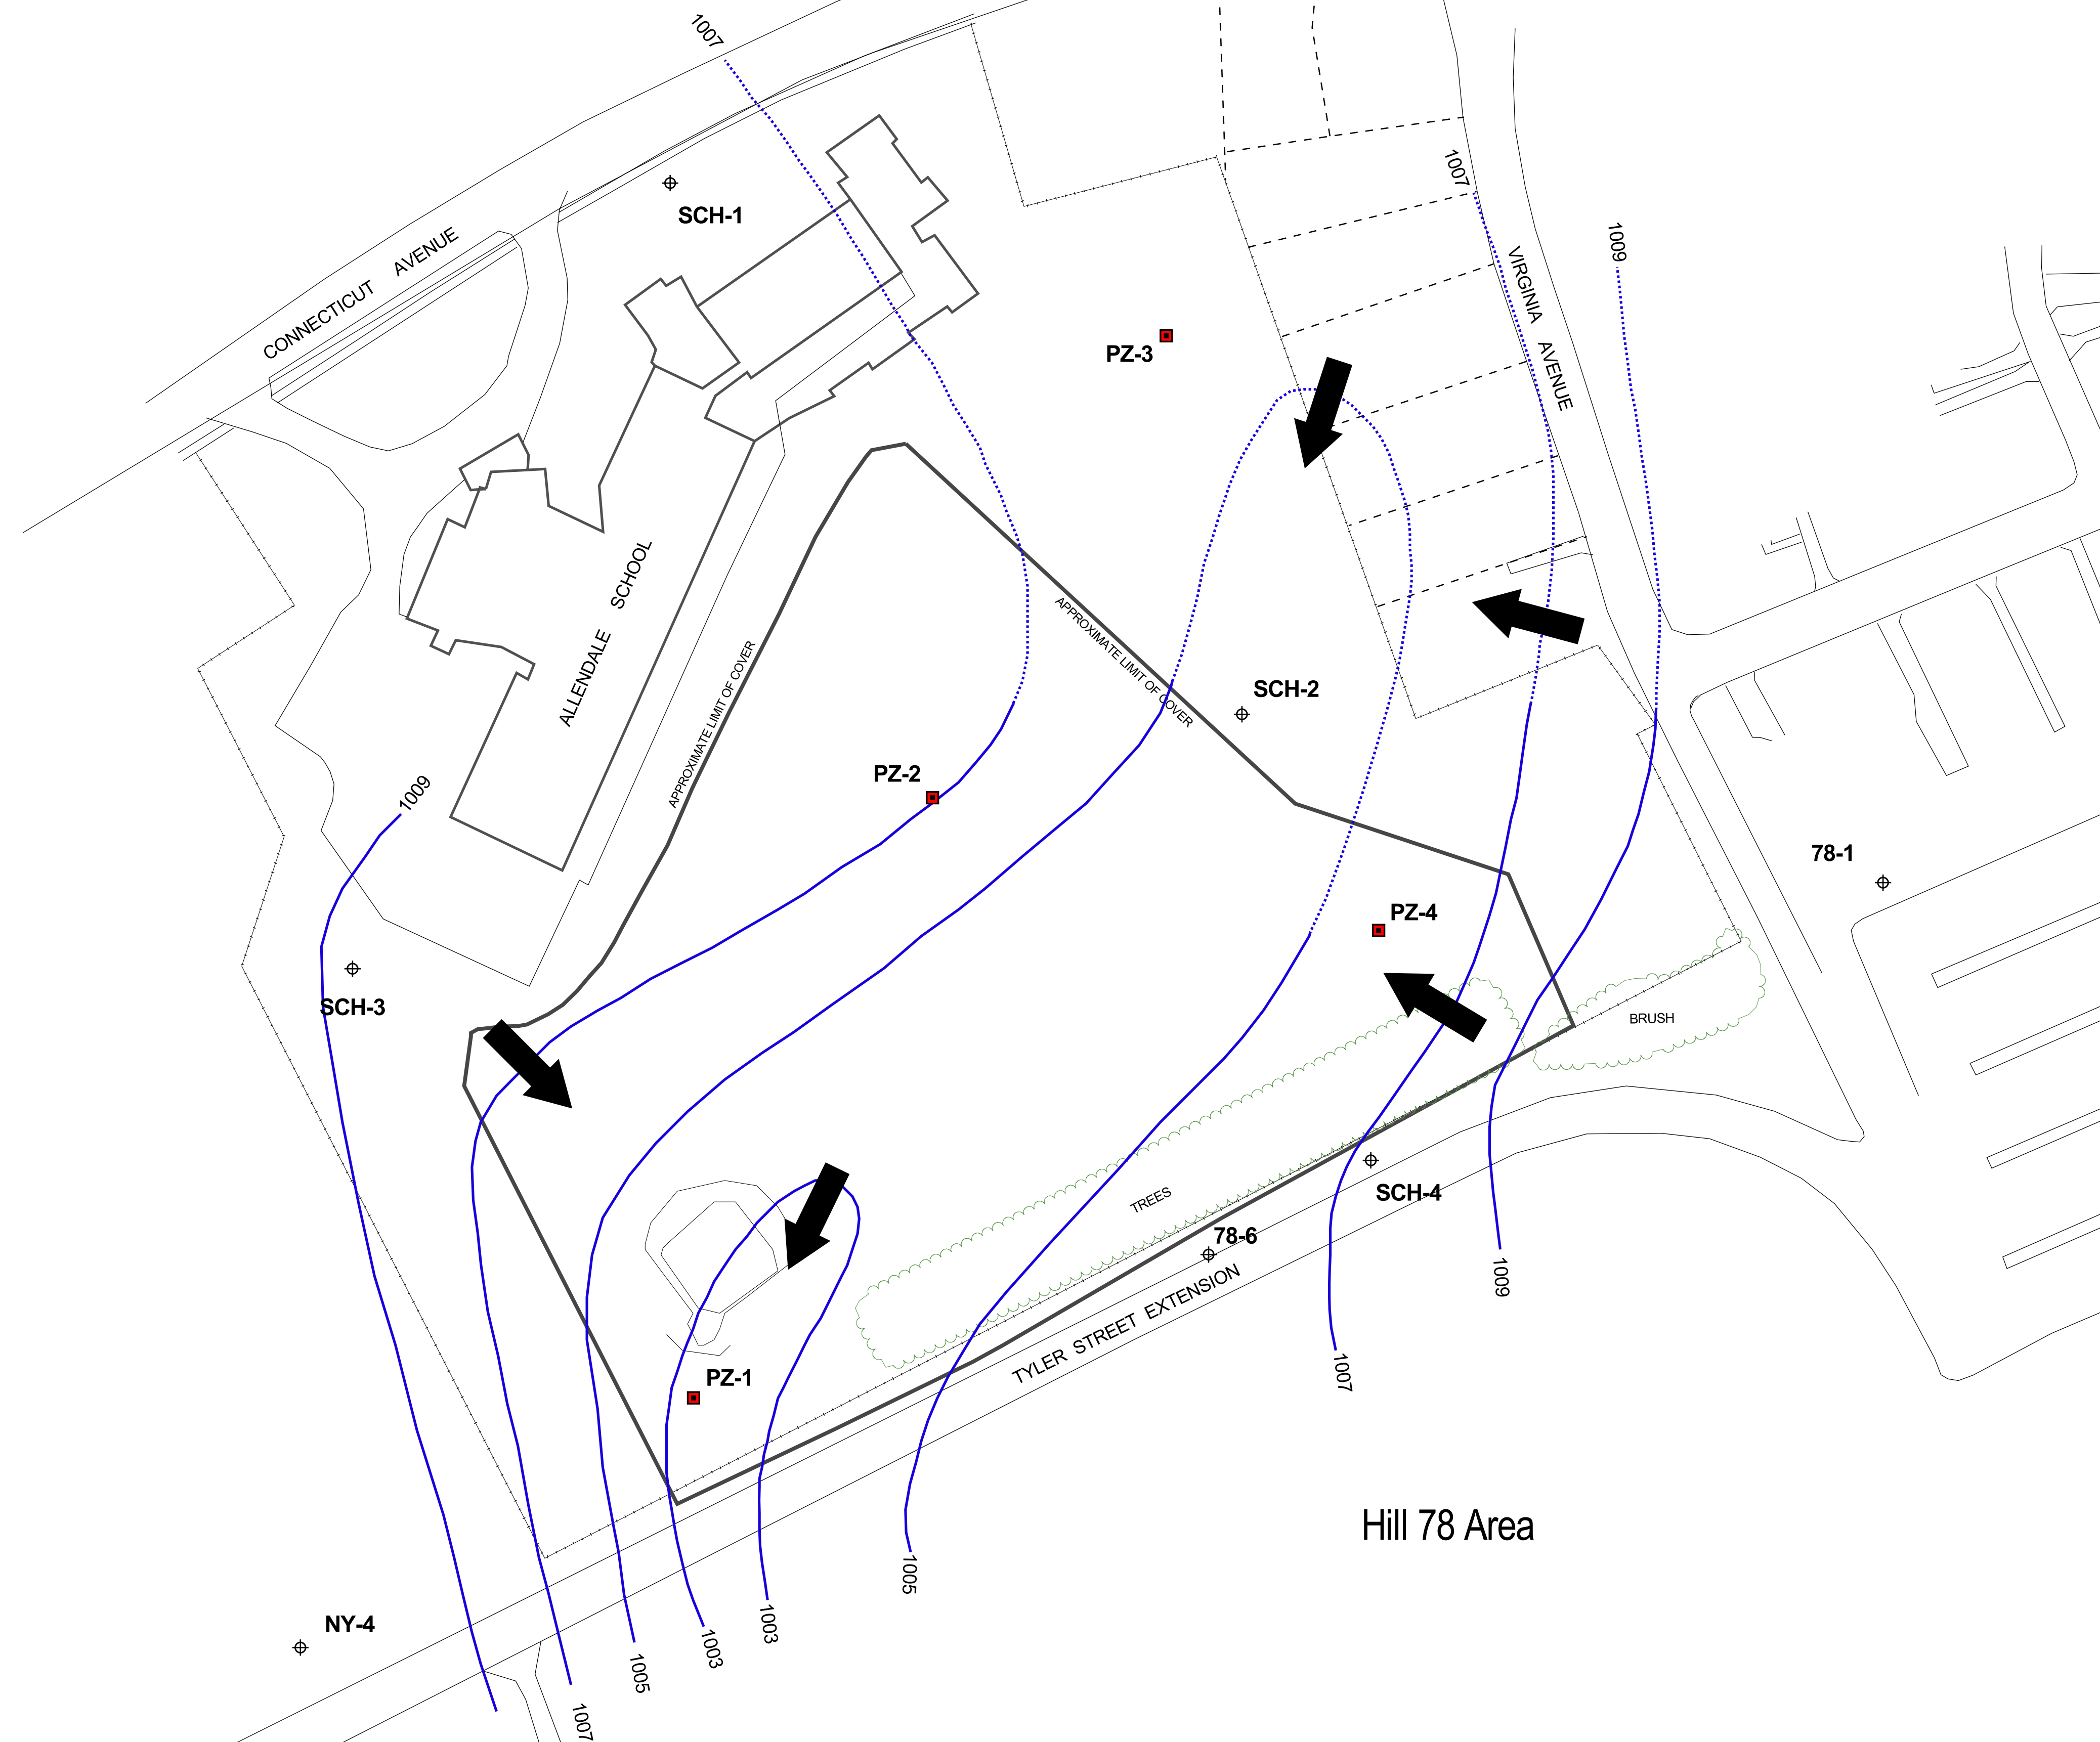 1007
SCH-1
CONNECTICUT AVENUE
1007
1009
VIRGINIA AVENUE
PZ-3
ALLENDALE SCHOOL
APPROXIMATE LIMIT OF COVER
APPROXIMATE LIMIT OF COVER
SCH-2
PZ-2
1009
78-1
PZ-4
SCH-3
BRUSH
TREES
SCH-4
78-6
TYLER STREET EXTENSION
1009
1007
PZ-1
Hill 78 Area
1005
1003
1003
1005
1007
NY-4